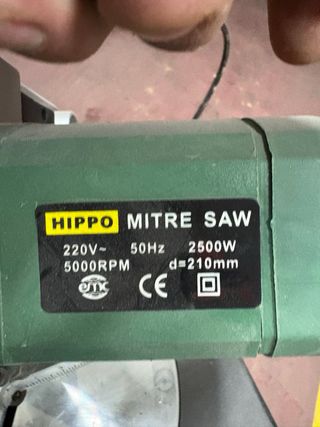 HIPPO MITRE SAW
220V~ 50Hz 2500W
5000RPM d=210mm
CE